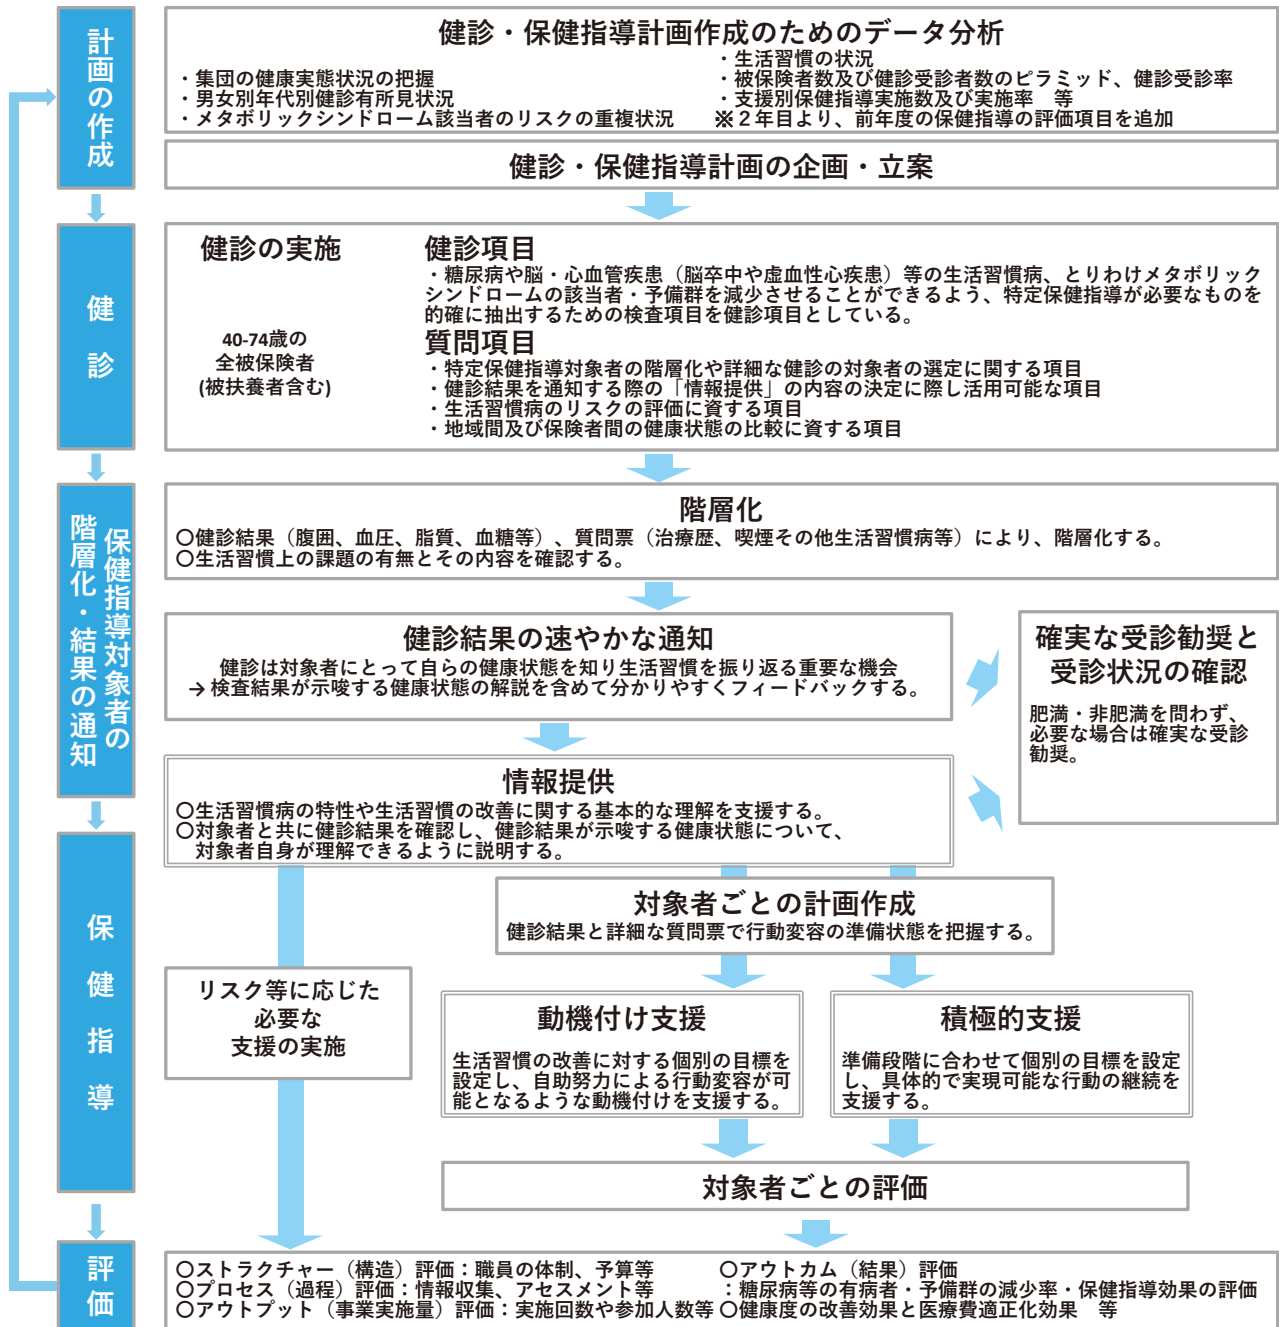 計画の作成
健診・保健指導計画作成のためのデータ分析
・集団の健康実態状況の把握
・男女別年代別健診有所見状況
・メタボリックシンドローム該当者のリスクの重複状況
・生活習慣の状況
・被保険者数及び健診受診者数のピラミッド、健診受診率
・支援別保健指導実施数及び実施率　等
※２年目より、前年度の保健指導の評価項目を追加
健診・保健指導計画の企画・立案
健診
健診の実施
40-74歳の
全被保険者
(被扶養者含む)
健診項目
・糖尿病や脳・心血管疾患（脳卒中や虚血性心疾患）等の生活習慣病、とりわけメタボリック
シンドロームの該当者・予備群を減少させることができるよう、特定保健指導が必要なものを
的確に抽出するための検査項目を健診項目としている。
質問項目
・特定保健指導対象者の階層化や詳細な健診の対象者の選定に関する項目
・健診結果を通知する際の「情報提供」の内容の決定に際し活用可能な項目
・生活習慣病のリスクの評価に資する項目
・地域間及び保険者間の健康状態の比較に資する項目
保健指導対象者の
階層化・結果の通知
階層化
〇健診結果（腹囲、血圧、脂質、血糖等）、質問票（治療歴、喫煙その他生活習慣病等）により、階層化する。
〇生活習慣上の課題の有無とその内容を確認する。
健診結果の速やかな通知
健診は対象者にとって自らの健康状態を知り生活習慣を振り返る重要な機会
→ 検査結果が示唆する健康状態の解説を含めて分かりやすくフィードバックする。
確実な受診勧奨と
受診状況の確認
肥満・非肥満を問わず、
必要な場合は確実な受診
勧奨。
情報提供
〇生活習慣病の特性や生活習慣の改善に関する基本的な理解を支援する。
〇対象者と共に健診結果を確認し、健診結果が示唆する健康状態について、
対象者自身が理解できるように説明する。
保健指導
対象者ごとの計画作成
健診結果と詳細な質問票で行動変容の準備状態を把握する。
リスク等に応じた
必要な
支援の実施
動機付け支援
生活習慣の改善に対する個別の目標を
設定し、自助努力による行動変容が可
能となるような動機付けを支援する。
積極的支援
準備段階に合わせて個別の目標を設定
し、具体的で実現可能な行動の継続を
支援する。
対象者ごとの評価
評価
〇ストラクチャー（構造）評価：職員の体制、予算等
〇プロセス（過程）評価：情報収集、アセスメント等
〇アウトプット（事業実施量）評価：実施回数や参加人数等
〇アウトカム（結果）評価
：糖尿病等の有病者・予備群の減少率・保健指導効果の評価
〇健康度の改善効果と医療費適正化効果　等